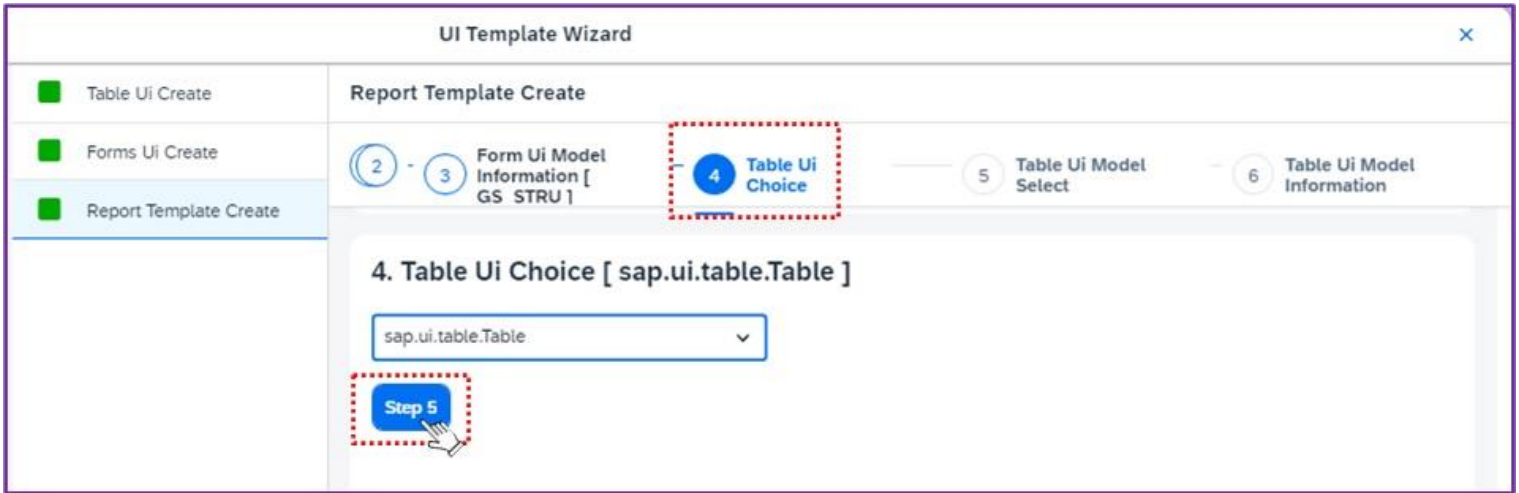 UI Template Wizard
×
Table Ui Create
Forms Ui Create
Report Template Create
Report Template Create
2
3
Form Ui Model
Information [
GS_STRU ]
4
Table Ui
Choice
5
Table Ui Model
Select
6
Table Ui Model
Information
4. Table Ui Choice [ sap.ui.table.Table ]
sap.ui.table.Table
Step 5